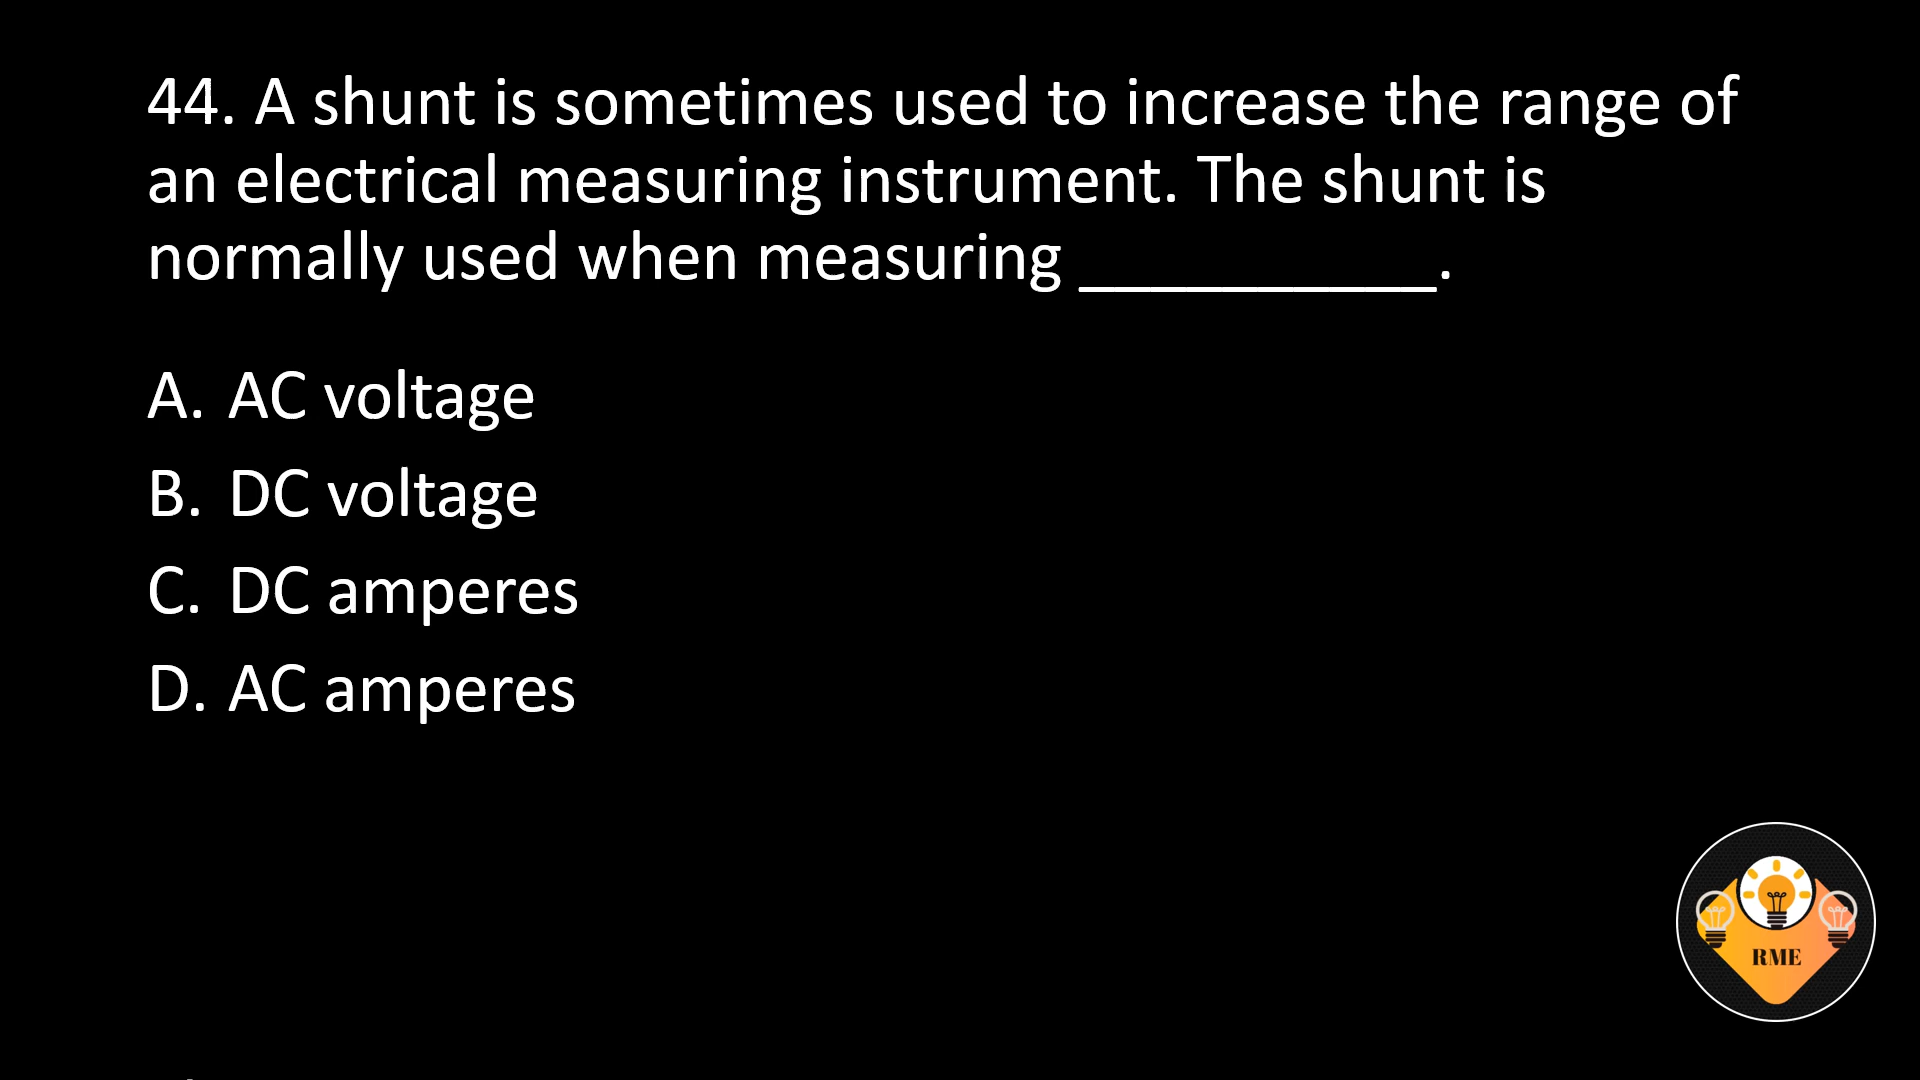 44. A shunt is sometimes used to increase the range of
an electrical measuring instrument. The shunt is
normally used when measuring __________.
A. AC voltage
B. DC voltage
C. DC amperes
D. AC amperes
RME